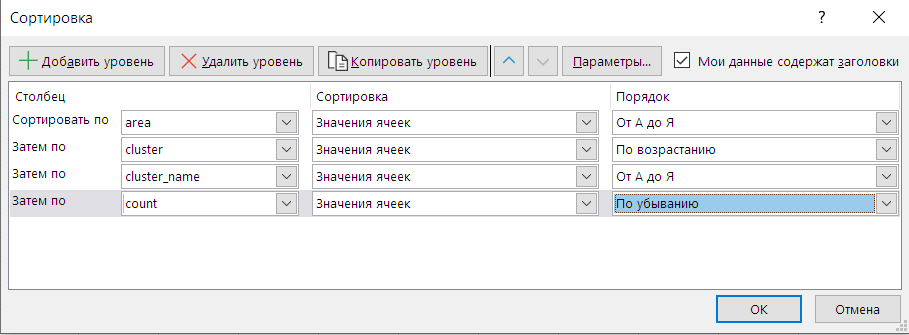 Сортировка ?
Добавить уровень Удалить уровень Копировать уровень Параметры... Мои данные содержат заголовки
Столбец Сортировка Порядок
Сортировать по area Значения ячеек От А до Я
Затем по cluster Значения ячеек По возрастанию
Затем по cluster_name Значения ячеек От А до Я
Затем по count Значения ячеек По убыванию
ОК Отмена